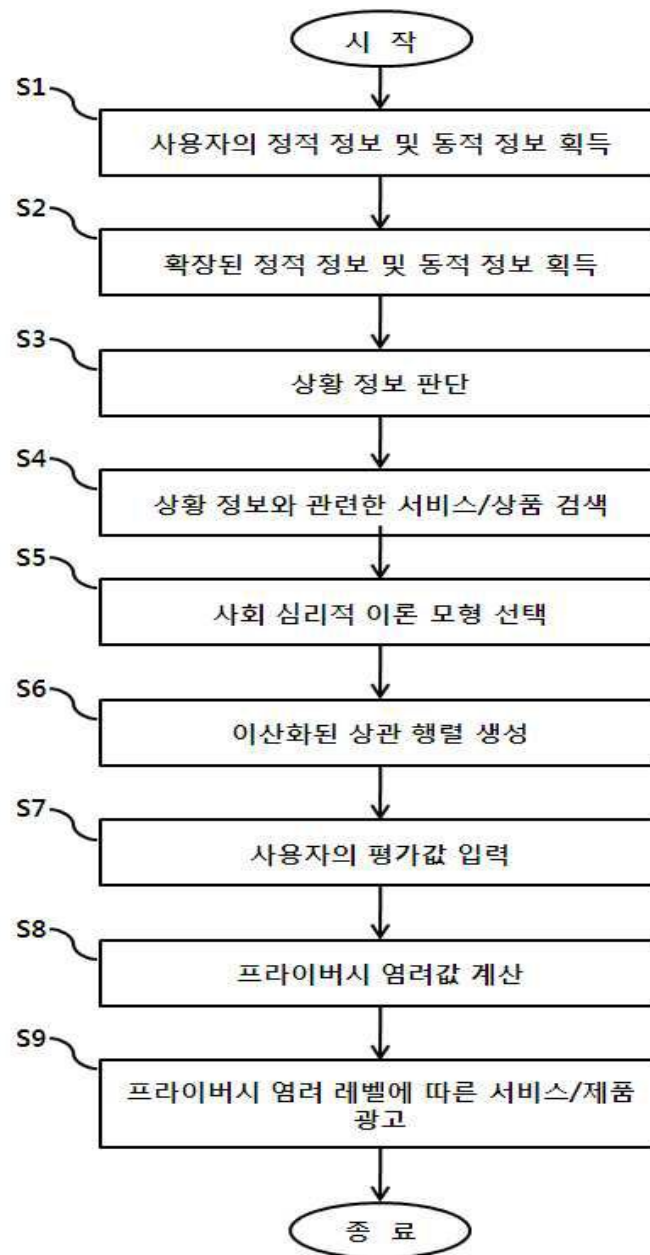 시 작
S1
사용자의 정적 정보 및 동적 정보 획득
S2
확장된 정적 정보 및 동적 정보 획득
S3
상황 정보 판단
S4
상황 정보와 관련한 서비스/상품 검색
S5
사회 심리적 이론 모형 선택
S6
이산화된 상관 행렬 생성
S7
사용자의 평가값 입력
S8
프라이버시 염려값 계산
S9
프라이버시 염려 레벨에 따른 서비스/제품
광고
종 료